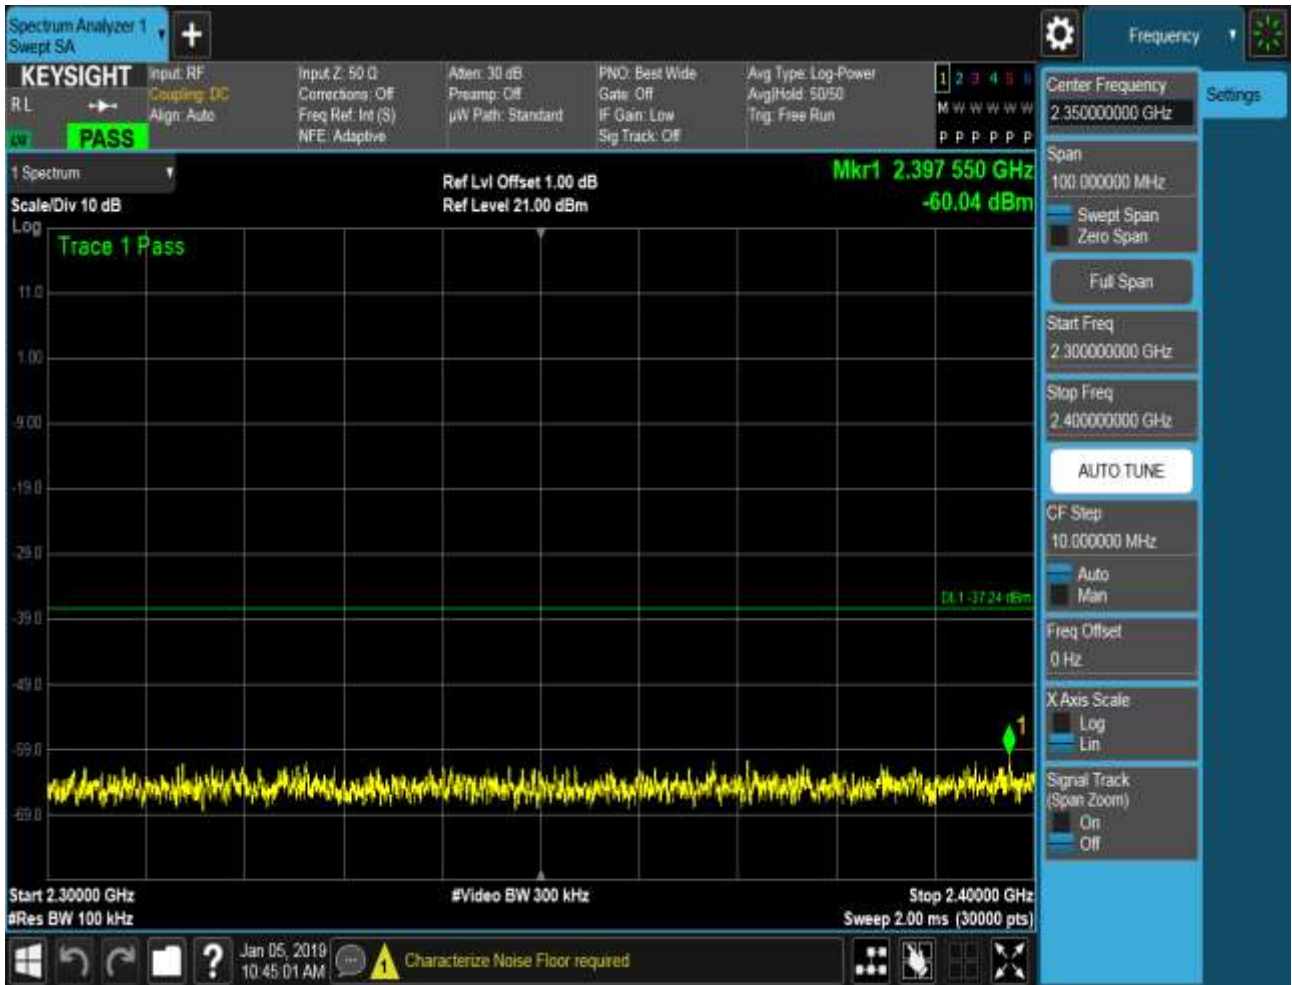 Spectrum Analyzer 1
Swept SA
Frequency
KEYSIGHT
R L
PASS
Input: RF
Coupling: DC
Align: Auto
Input Z: 50 Ω
Corrections: Off
Freq Ref: Int (S)
NFE: Adaptive
Atten: 30 dB
Preamp: Off
µW Path: Standard
PNO: Best Wide
Gate: Off
IF Gain: Low
Sig Track: Off
Avg Type: Log-Power
Avg|Hold: 50/50
Trig: Free Run
1 2 3 4 5 6
M W W W W W
P P P P P P
1 Spectrum
Scale/Div 10 dB
Ref Lvl Offset 1.00 dB
Ref Level 21.00 dBm
Mkr1 2.397 550 GHz
-60.04 dBm
Log
Trace 1 Pass
11.0
1.00
-9.00
-19.0
-29.0
DL1 -37.24 dBm
-39.0
-49.0
1
-59.0
-69.0
Start 2.30000 GHz
#Res BW 100 kHz
#Video BW 300 kHz
Stop 2.40000 GHz
Sweep 2.00 ms (30000 pts)
Jan 05, 2019
10:45:01 AM
?
1
Characterize Noise Floor required
Center Frequency
2.350000000 GHz
Settings
Span
100.000000 MHz
Swept Span
Zero Span
Full Span
Start Freq
2.300000000 GHz
Stop Freq
2.400000000 GHz
AUTO TUNE
CF Step
10.000000 MHz
Auto
Man
Freq Offset
0 Hz
X Axis Scale
Log
Lin
Signal Track
(Span Zoom)
On
Off